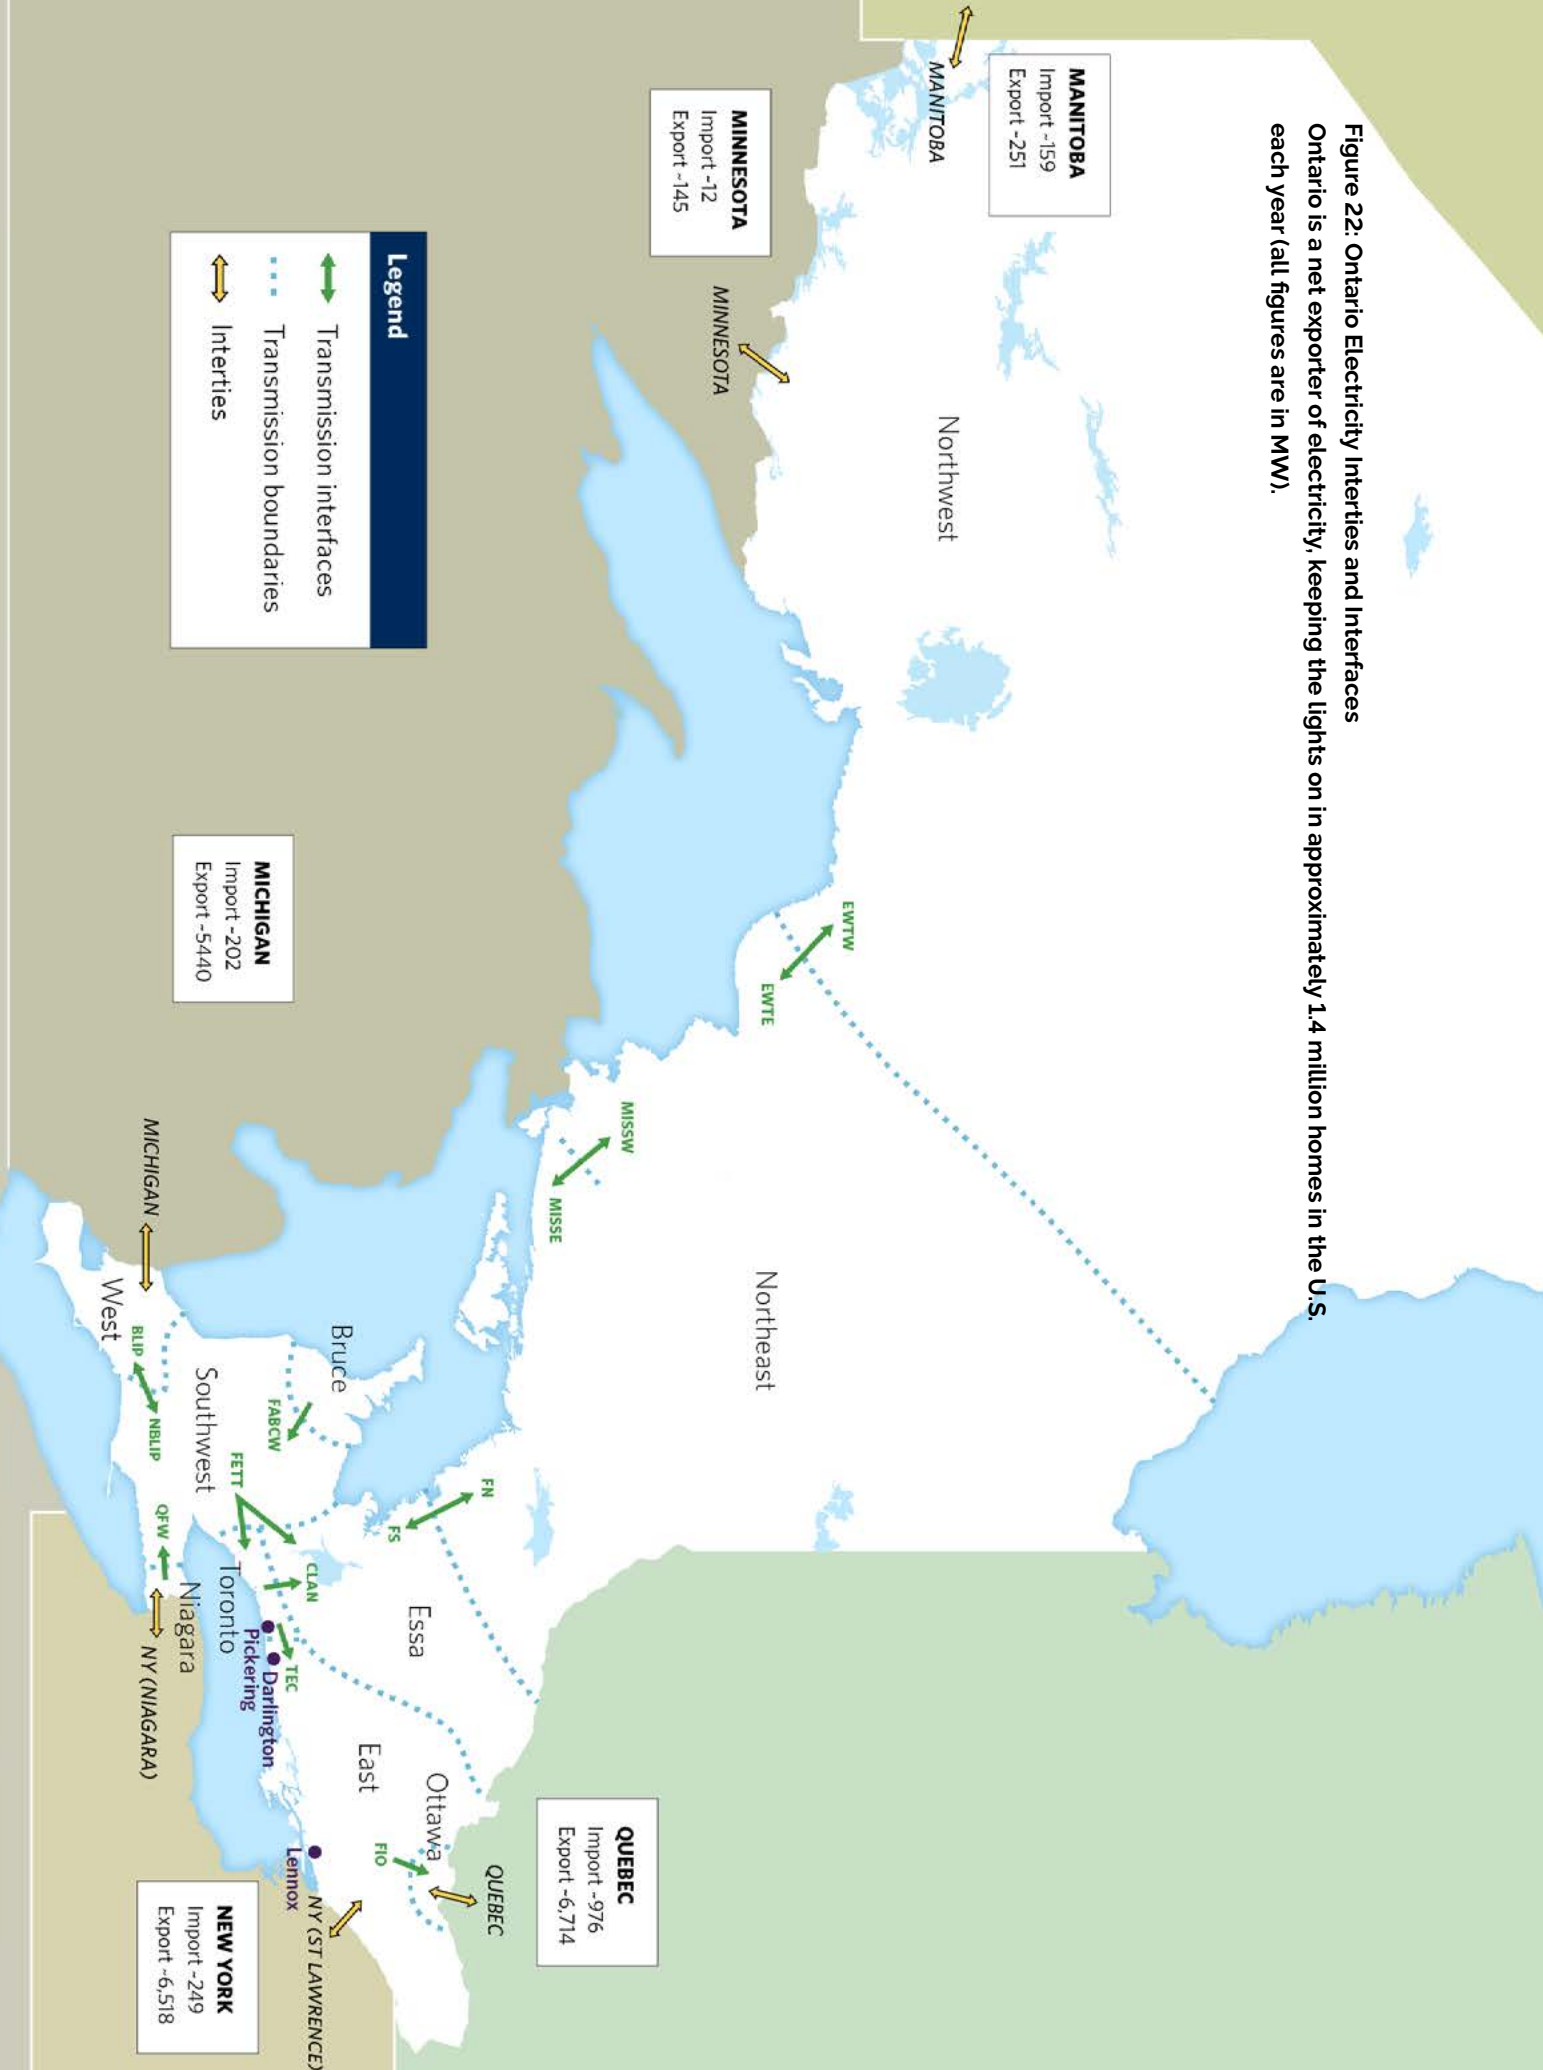 Figure 22: Ontario Electricity Interties and Interfaces
Ontario is a net exporter of electricity, keeping the lights on in approximately 1.4 million homes in the U.S.
each year (all figures are in MW).
MANITOBA
Import ~159
Export ~251
MANITOBA
MINNESOTA
Import ~12
Export ~145
MINNESOTA
Northwest
EWTW
EWTE
Northeast
MISSW
MISSE
Legend
Transmission interfaces
Transmission boundaries
Interties
MICHIGAN
Import ~202
Export ~5440
MICHIGAN
QUEBEC
Import ~976
Export ~6,714
QUEBEC
FN
FS
Essa
Ottawa
FIO
East
Bruce
FABCW
FETT
CLAN
TEC
Southwest
Toronto
Pickering
Darlington
Lennox
West
BLIP
NBLIP
QFW
Niagara
NY (NIAGARA)
NY (ST LAWRENCE)
NEW YORK
Import ~249
Export ~6,518